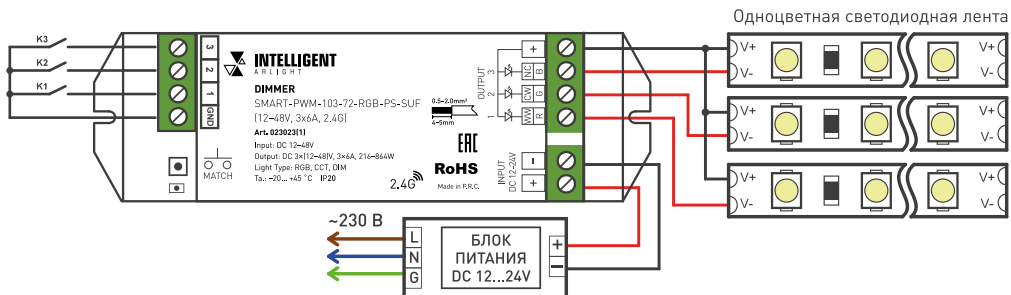 Одноцветная светодиодная лента
K3
K2
K1
3
2
1
GND
MATCH
INTELLIGENT
ARLIGHT
DIMMER
SMART-PWM-103-72-RGB-PS-SUF
(12-48V, 3x6A, 2.4G)
Art. 023023(1)
Input: DC 12-48V
Output: DC 3×(12-48)V, 3×6A, 216-864W
Light Type: RGB, CCT, DIM
Ta.: -20... +45 °C IP20
2.4G
0.5-2.0mm²
4-5mm
EAC
RoHS
Made in P.R.C.
OUTPUT
3
2
1
+
NC B
CW G
WW R
INPUT
DC 12-24V
-
+
V+
V-
V+
V-
V+
V-
V+
V-
V+
V-
V+
V-
~230 В
L
N
G
БЛОК
ПИТАНИЯ
DC 12...24V
+
-